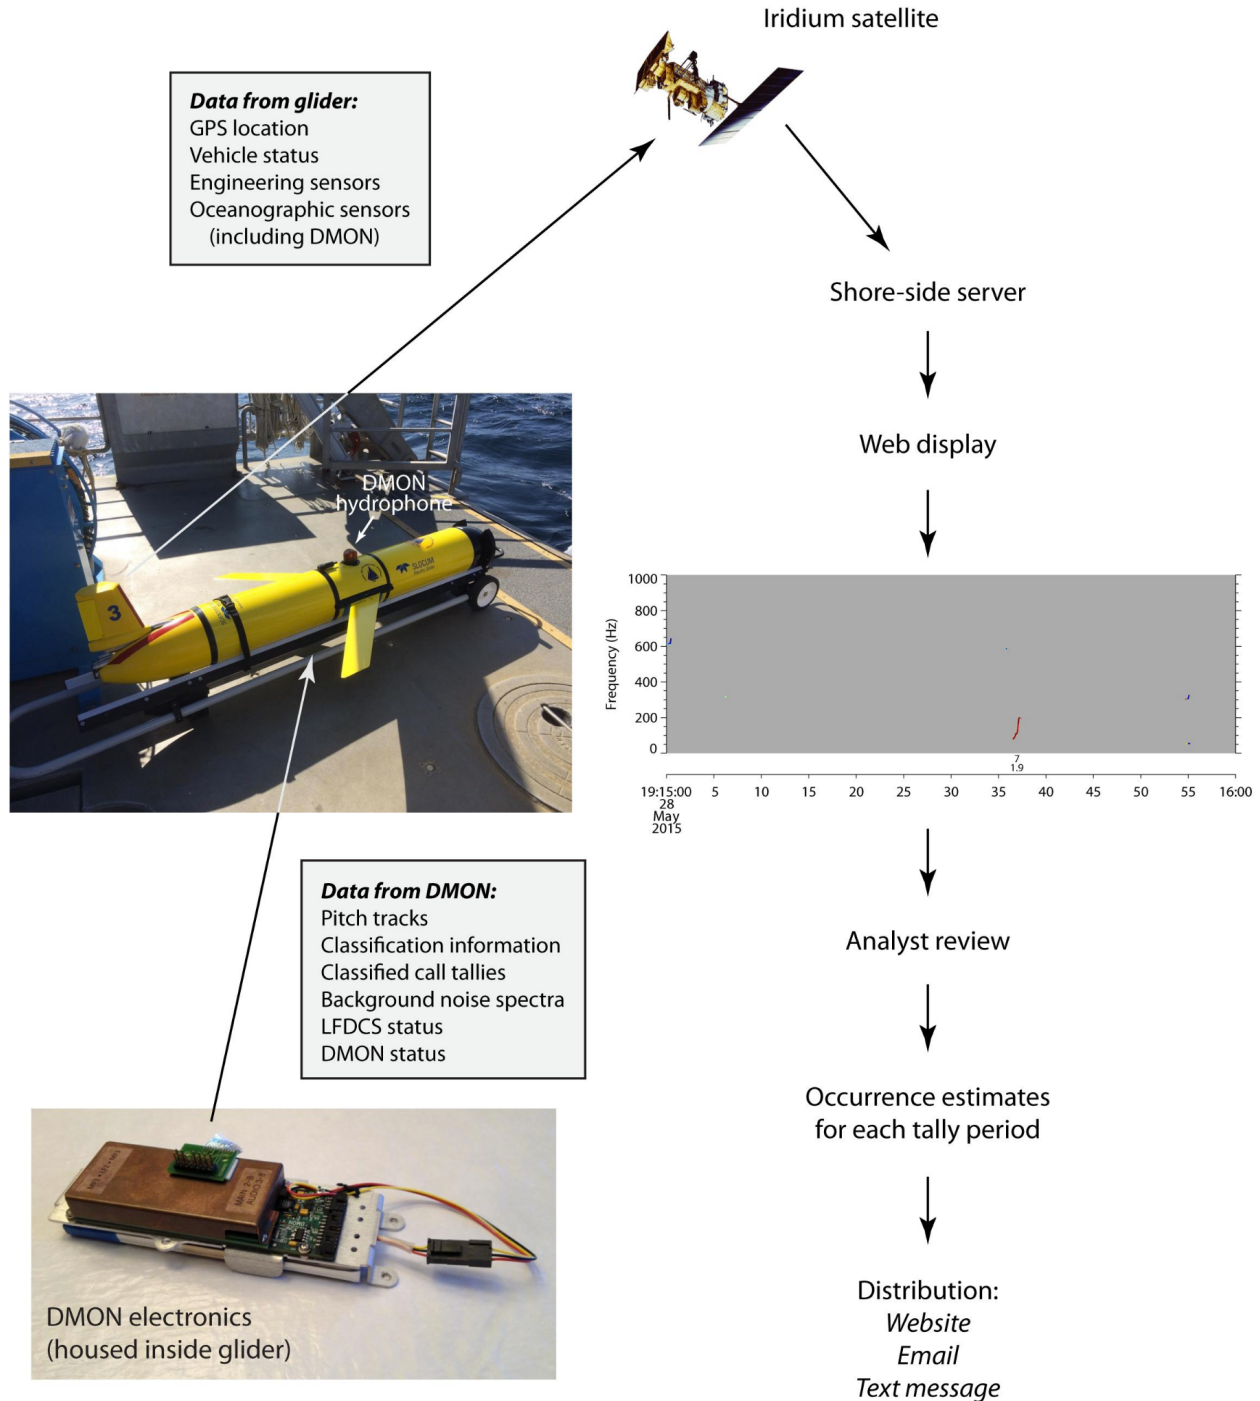 Iridium satellite
Data from glider:
GPS location
Vehicle status
Engineering sensors
Oceanographic sensors
(including DMON)
Shore-side server
Web display
DMON
hydrophone
SLOCUM
3
1000
800
600
400
200
0
Frequency (Hz)
7
1.9
19:15:00 5 10 15 20 25 30 35 40 45 50 55 16:00
28
May
2015
Data from DMON:
Pitch tracks
Classification information
Classified call tallies
Background noise spectra
LFDCS status
DMON status
Analyst review
Occurrence estimates
for each tally period
DMON electronics
(housed inside glider)
Distribution:
Website
Email
Text message